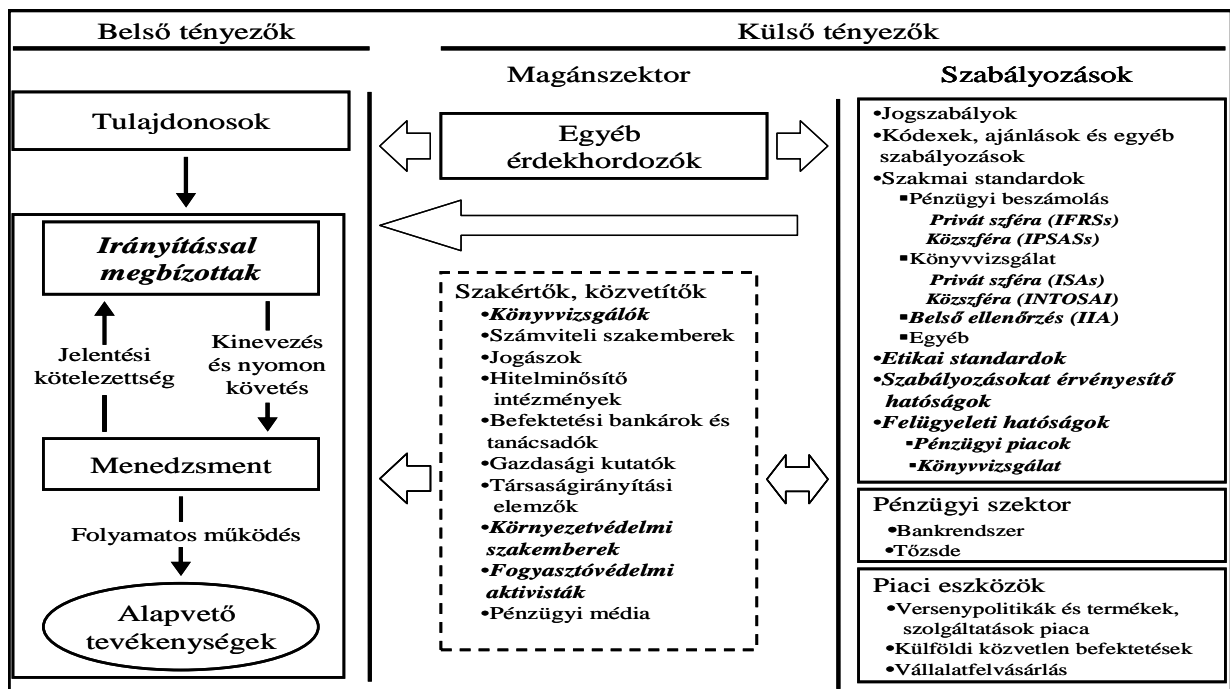 Belső tényezők
Külső tényezők
Magánszektor
Szabályozások
Tulajdonosok
Irányítással
megbízottak
Jelentési
kötelezettség
Kinevezés
és nyomon
követés
Menedzsment
Folyamatos működés
Alapvető
tevékenységek
Egyéb
érdekhordozók
Szakértők, közvetítők
•Könyvvizsgálók
•Számviteli szakemberek
•Jogászok
•Hitelminősítő
intézmények
•Befektetési bankárok és
tanácsadók
•Gazdasági kutatók
•Társaságirányítási
elemzők
•Környezetvédelmi
szakemberek
•Fogyasztóvédelmi
aktivisták
•Pénzügyi média
•Jogszabályok
•Kódexek, ajánlások és egyéb
szabályozások
•Szakmai standardok
▪Pénzügyi beszámolás
Privát szféra (IFRSs)
Közszféra (IPSASs)
▪Könyvvizsgálat
Privát szféra (ISAs)
Közszféra (INTOSAI)
▪Belső ellenőrzés (IIA)
▪Egyéb
•Etikai standardok
•Szabályozásokat érvényesítő
hatóságok
•Felügyeleti hatóságok
▪Pénzügyi piacok
▪Könyvvizsgálat
Pénzügyi szektor
•Bankrendszer
•Tőzsde
Piaci eszközök
•Versenypolitikák és termékek,
szolgáltatások piaca
•Külföldi közvetlen befektetések
•Vállalatfelvásárlás